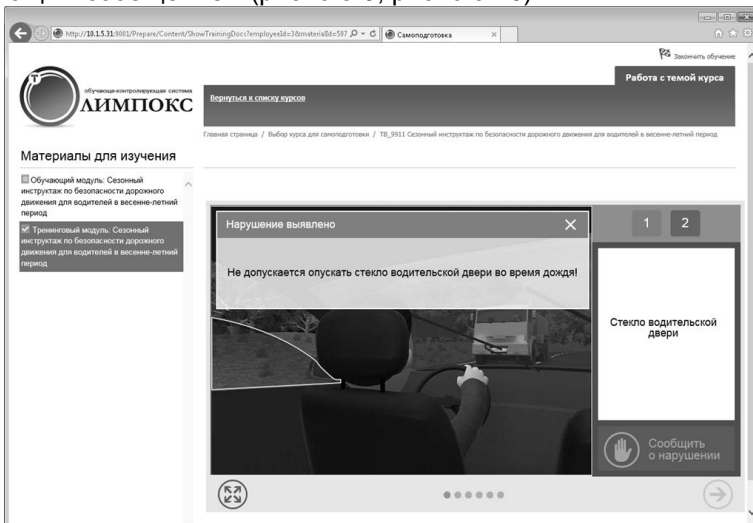 http://10.1.5.31:9001/Prepare/Content/ShowTrainingDocs?employeeId=3&materialId=507
Самоподготовка
Закончить обучение
Работа с темой курса
обучающе-контролирующая система
ОЛИМПОКС
Вернуться к списку курсов
Главная страница / Выбор курса для самоподготовки / ТВ_9911 Сезонный инструктаж по безопасности дорожного движения для водителей в весенне-летний период
Материалы для изучения
Обучающий модуль: Сезонный
инструктаж по безопасности дорожного
движения для водителей в весенне-летний
период
Тренинговый модуль: Сезонный
инструктаж по безопасности дорожного
движения для водителей в весенне-летний
период
Нарушение выявлено
1 2
Не допускается опускать стекло водительской двери во время дождя!
Стекло водительской
двери
Сообщить
о нарушении